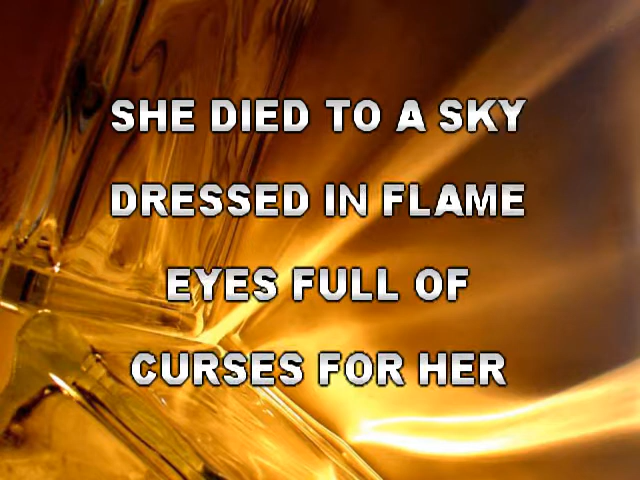 SHE DIED TO A SKY
DRESSED IN FLAME
EYES FULL OF
CURSES FOR HER